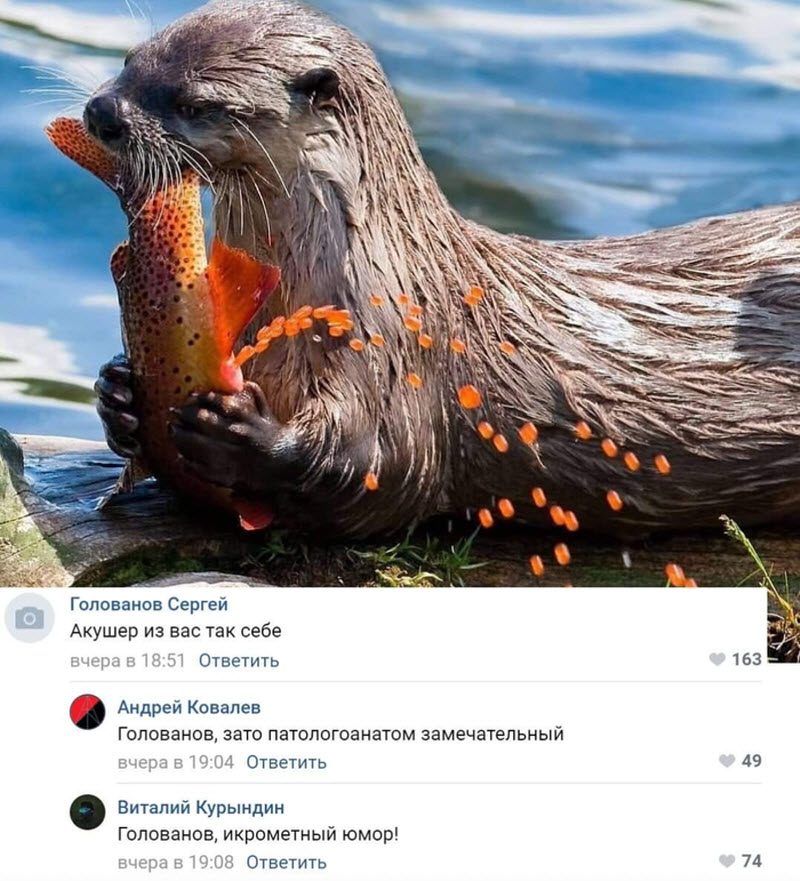 Голованов Сергей
Акушер из вас так себе
вчера в 18:51 Ответить 163
Андрей Ковалев
Голованов, зато патологоанатом замечательный
вчера в 19:04 Ответить 49
Виталий Курындин
Голованов, икрометный юмор!
вчера в 19:08 Ответить 74